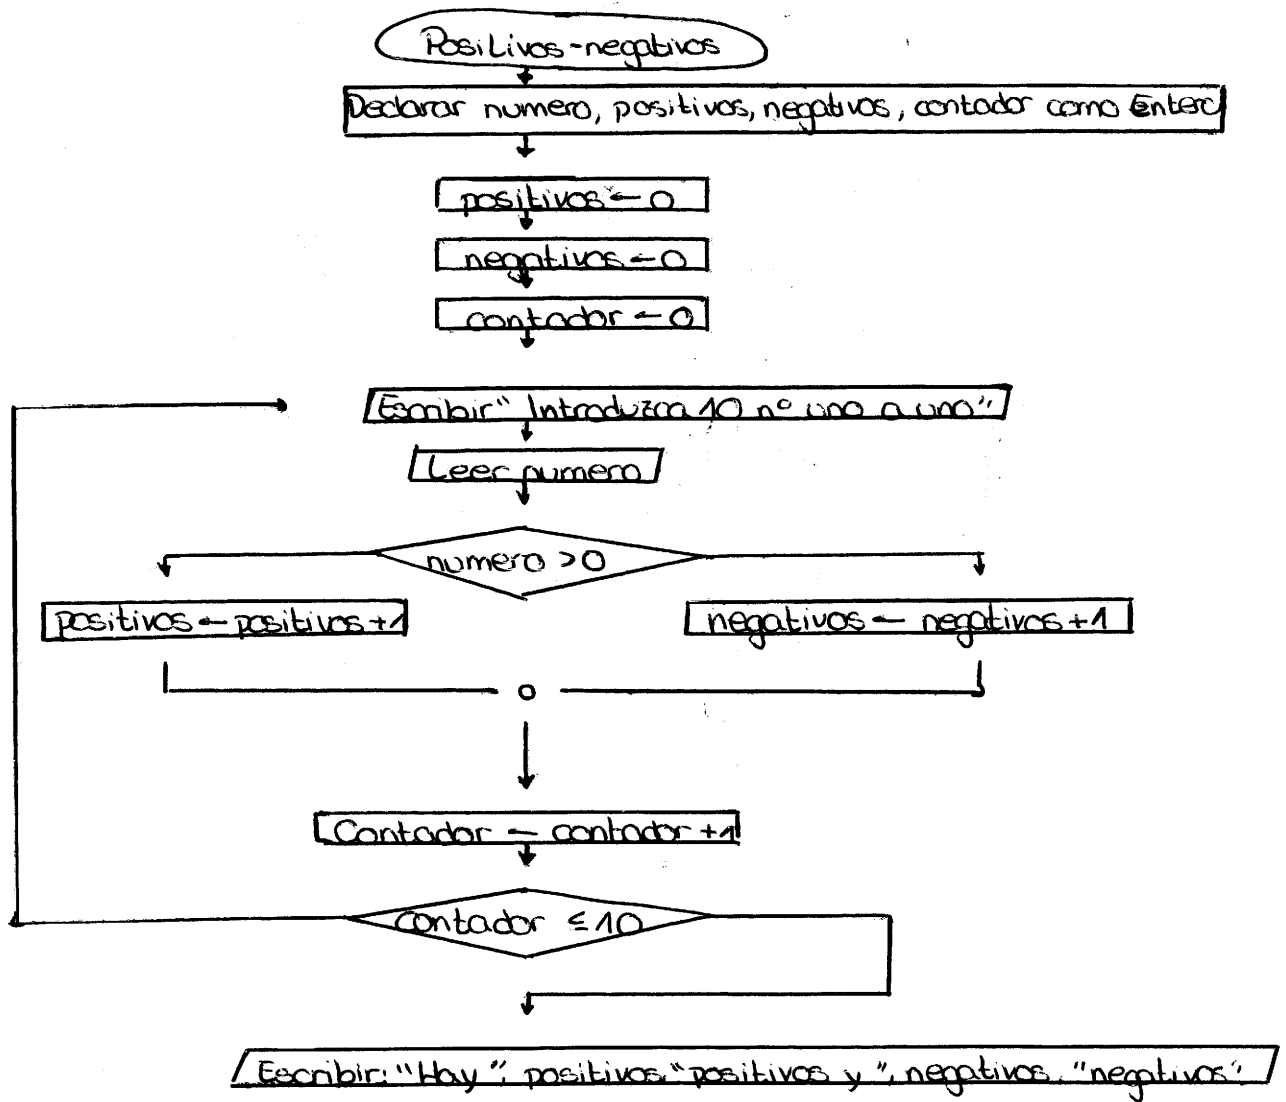 Positivos-negativos
Declarar numero, positivos, negativos, contador como Entero
positivos ← 0
negativos ← 0
contador ← 0
Escribir " Introduzca 10 nº uno a uno"
Leer numero
numero >0
positivos ← positivos +1
negativos ← negativos +1
Contador ← contador +1
contador ≤ 10
Escribir: "Hay", positivos, "positivos y ", negativos, "negativos".